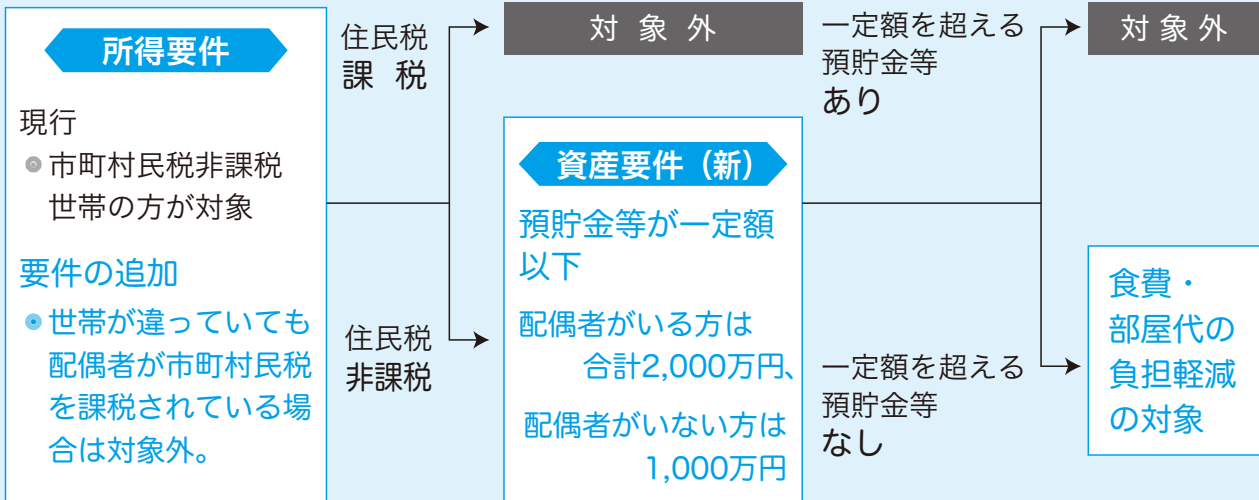 所得要件
現行
市町村民税非課税
世帯の方が対象
要件の追加
世帯が違っていても
配偶者が市町村民税
を課税されている場
合は対象外。
住民税
課税
対象外
住民税
非課税
資産要件（新）
預貯金等が一定額
以下
配偶者がいる方は
合計2,000万円、
配偶者がいない方は
1,000万円
一定額を超える
預貯金等
あり
対象外
一定額を超える
預貯金等
なし
食費・
部屋代の
負担軽減
の対象